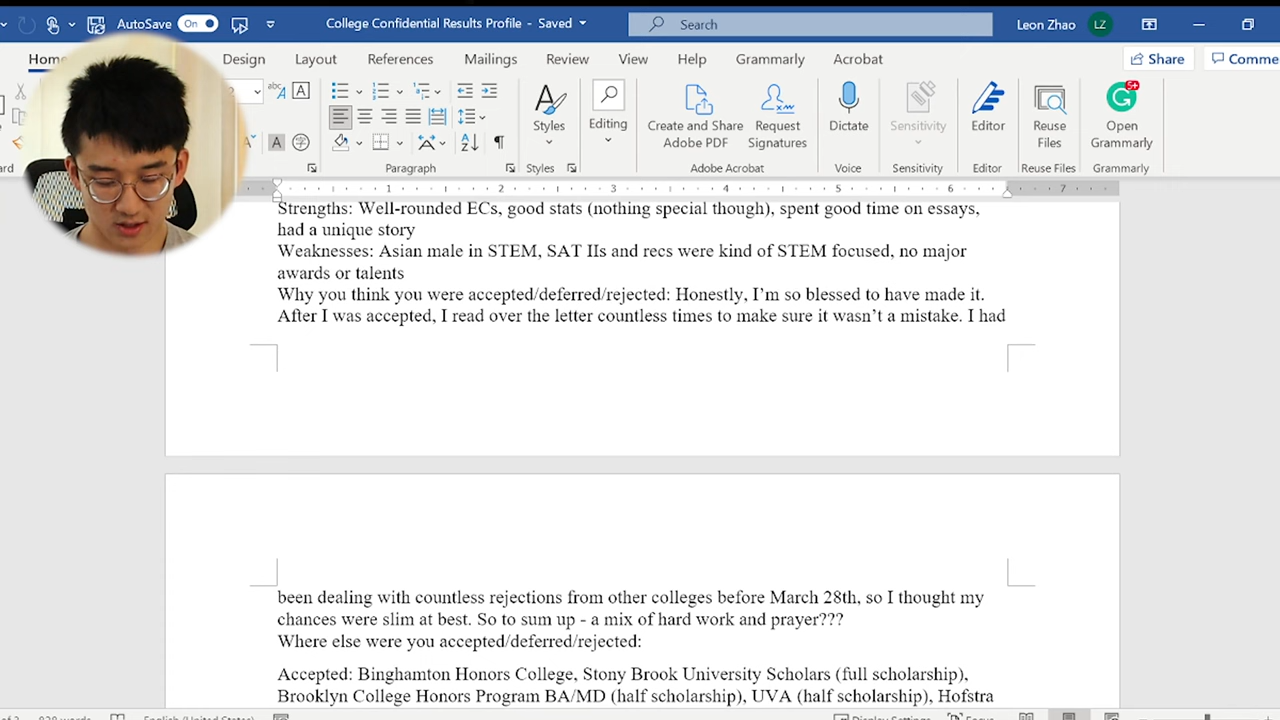 AutoSave On College Confidential Results Profile - Saved Search Leon Zhao LZ
Design Layout References Mailings Review View Help Grammarly Acrobat Share
Styles Editing Create and Share Adobe PDF Request Signatures Dictate Sensitivity Editor Reuse Files Open Grammarly
Paragraph Styles Adobe Acrobat Voice Sensitivity Editor Reuse Files Grammarly
1 2 3 4 5 6 7
Strengths: Well-rounded ECs, good stats (nothing special though), spent good time on essays,
had a unique story
Weaknesses: Asian male in STEM, SAT IIs and recs were kind of STEM focused, no major
awards or talents
Why you think you were accepted/deferred/rejected: Honestly, I’m so blessed to have made it.
After I was accepted, I read over the letter countless times to make sure it wasn’t a mistake. I had
been dealing with countless rejections from other colleges before March 28th, so I thought my
chances were slim at best. So to sum up - a mix of hard work and prayer???
Where else were you accepted/deferred/rejected:
Accepted: Binghamton Honors College, Stony Brook University Scholars (full scholarship),
Brooklyn College Honors Program BA/MD (half scholarship), UVA (half scholarship), Hofstra